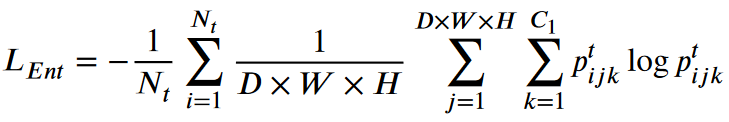 L_{Ent} = -\frac{1}{N_t} \sum_{i=1}^{N_t} \frac{1}{D \times W \times H} \sum_{j=1}^{D \times W \times H} \sum_{k=1}^{C_1} p_{ijk}^t \log p_{ijk}^t